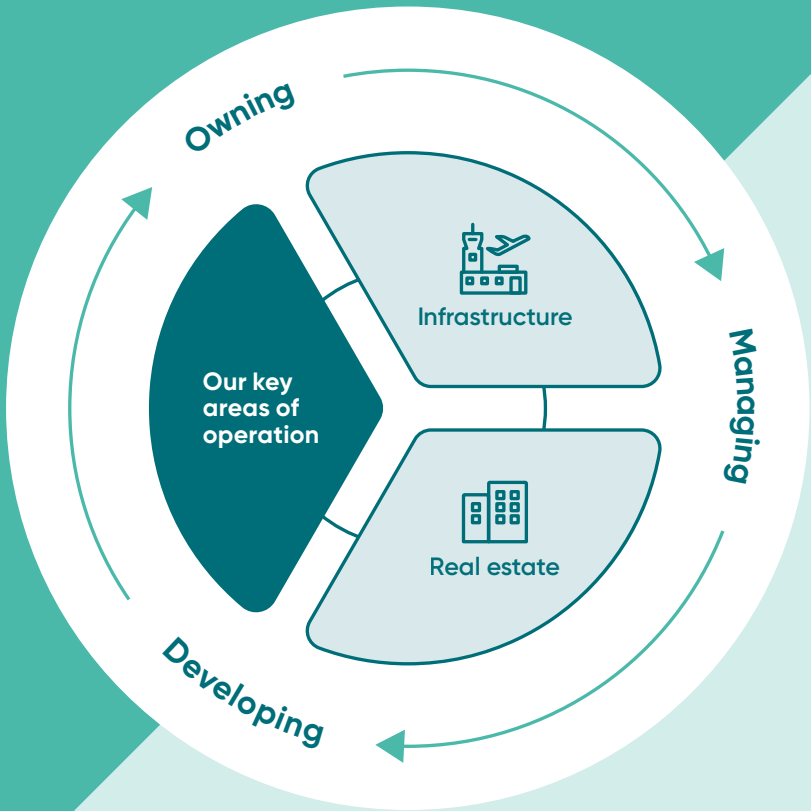 Owning
Infrastructure
Managing
Our key
areas of
operation
Real estate
Developing